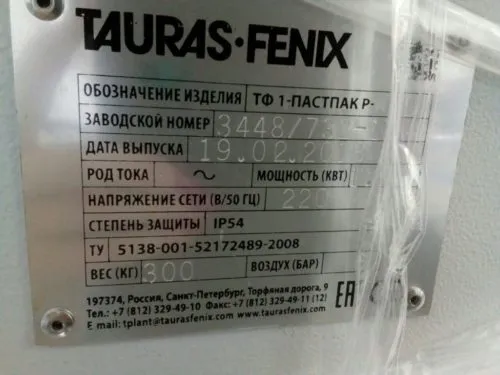 TAURAS·FENIX
ОБОЗНАЧЕНИЕ ИЗДЕЛИЯ ТФ 1-ПАСТПАК Р-
ЗАВОДСКОЙ НОМЕР 3448/73
ДАТА ВЫПУСКА 19.02.20
РОД ТОКА ~ МОЩНОСТЬ (КВТ)
НАПРЯЖЕНИЕ СЕТИ (В/50 ГЦ) 220
СТЕПЕНЬ ЗАЩИТЫ IP54
ТУ 5138-001-52172489-2008
ВЕС (КГ) 300 ВОЗДУХ (БАР)
197374, Россия, Санкт-Петербург, Торфяная дорога, 9
Тел.: +7 (812) 329-49-10 Факс: +7 (812) 329-49-11 (12)
E mail: tplant@taurasfenix.com www.taurasfenix.com
EAC